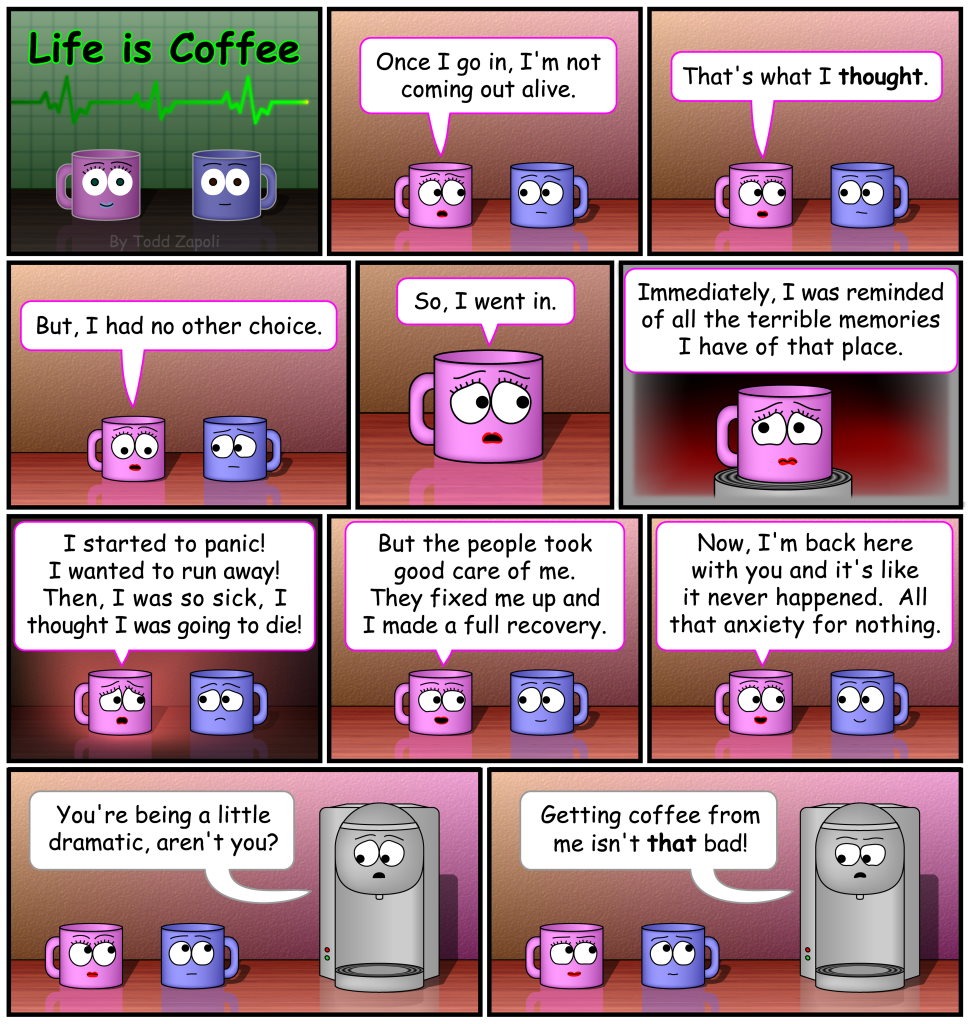 Life is Coffee
By Todd Zapoli
Once I go in, I'm not
coming out alive.
That's what I thought.
But, I had no other choice.
So, I went in.
Immediately, I was reminded
of all the terrible memories
I have of that place.
I started to panic!
I wanted to run away!
Then, I was so sick, I
thought I was going to die!
But the people took
good care of me.
They fixed me up and
I made a full recovery.
Now, I'm back here
with you and it's like
it never happened.  All
that anxiety for nothing.
You're being a little
dramatic, aren't you?
Getting coffee from
me isn't that bad!